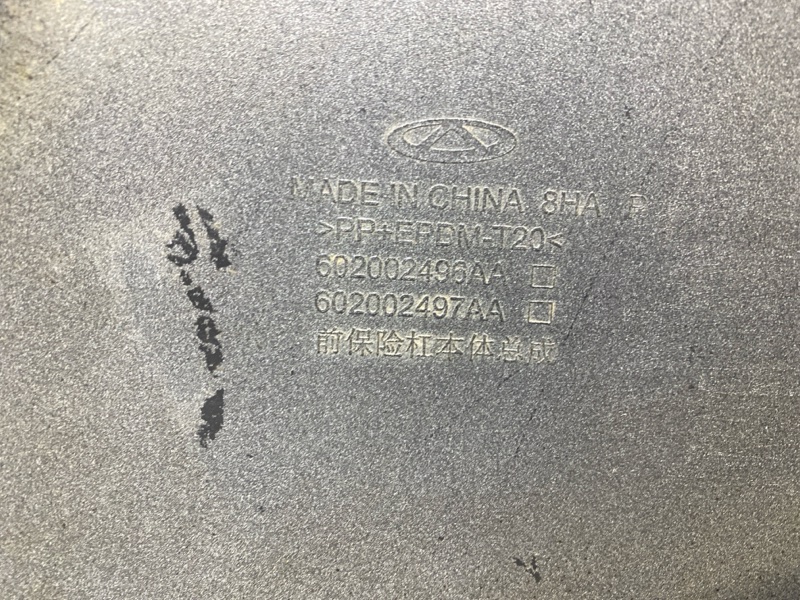 MADE IN CHINA 8HA P
>PP+EPDM-T20<
602002496AA □
602002497AA □
前保险杠本体总成